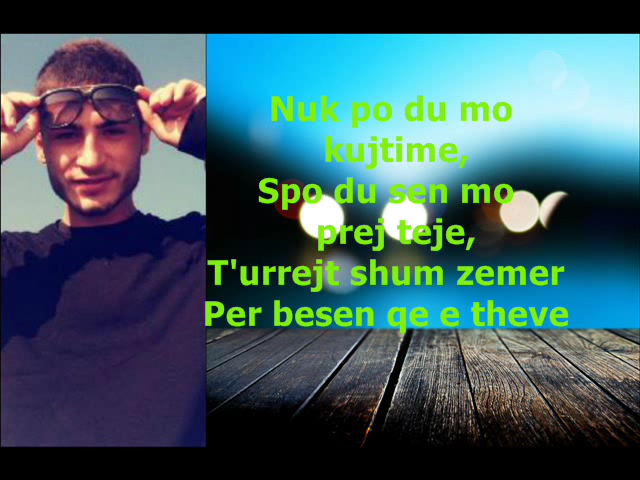 Nuk po du mo
kujtime,
Spo du sen mo
prej teje,
T'urrejt shum zemer
Per besen qe e theve